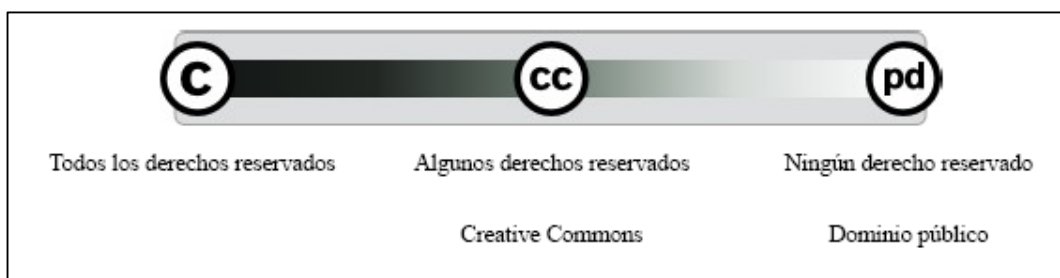 C cc pd
Todos los derechos reservados Algunos derechos reservados Ningún derecho reservado
Creative Commons Dominio público